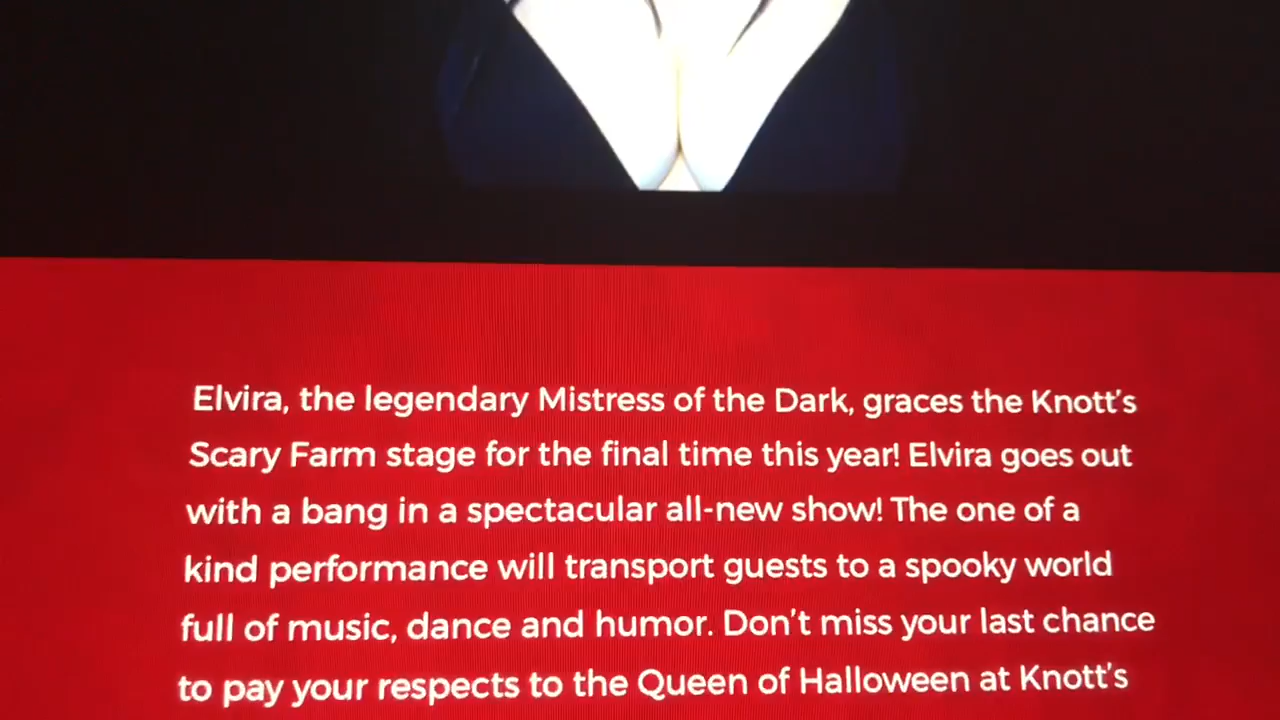 Elvira, the legendary Mistress of the Dark, graces the Knott's
Scary Farm stage for the final time this year! Elvira goes out
with a bang in a spectacular all-new show! The one of a
kind performance will transport guests to a spooky world
full of music, dance and humor. Don't miss your last chance
to pay your respects to the Queen of Halloween at Knott's